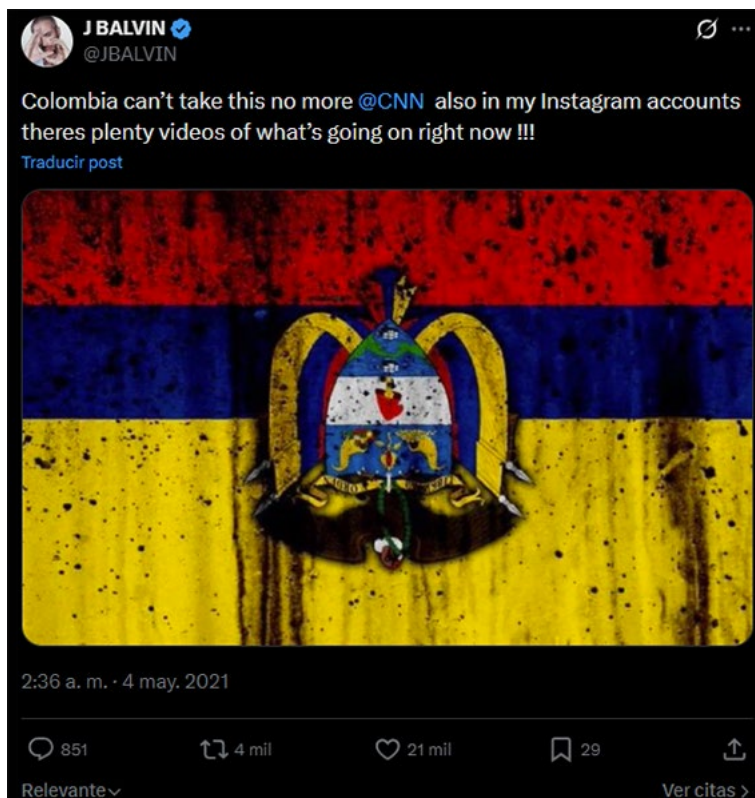 J BALVIN
@JBALVIN
Colombia can't take this no more @CNN also in my Instagram accounts
theres plenty videos of what's going on right now !!!
Traducir post
2:36 a. m. · 4 may. 2021
851 4 mil 21 mil 29
Relevante
Ver citas